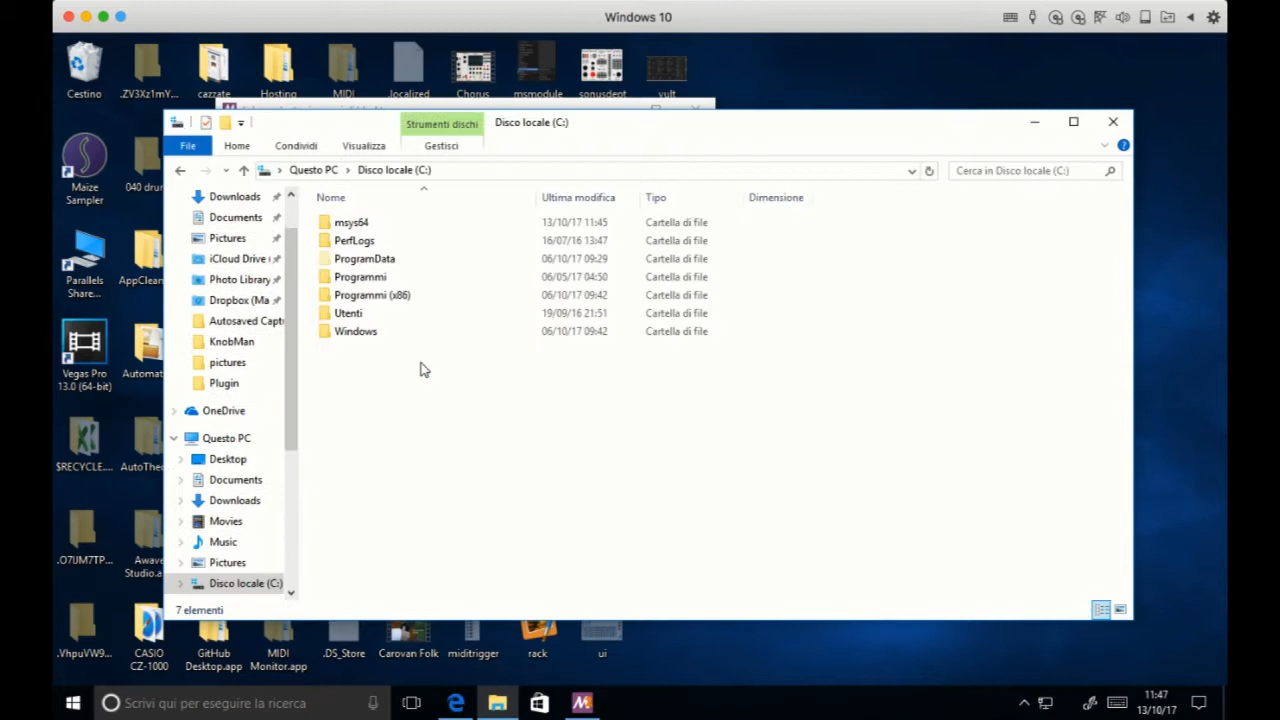 Windows 10
Cestino
.ZV3Xz1mY...
cazzate
Hosting
MIDI
.localized
Chorus
msmodule
sonusdept
vult
Strumenti dischi
Disco locale (C:)
File
Home
Condividi
Visualizza
Gestisci
Questo PC
Disco locale (C:)
Cerca in Disco locale (C:)
Maize
Sampler
040 drun
Parallels
Share...
AppClean
Vegas Pro
13.0 (64-bit)
Automat
$RECYCLE....
AutoTheo
.O7IJM7TP...
Awave
Studio.a
Downloads
Documents
Pictures
iCloud Drive (
Photo Library
Dropbox (Ma
Autosaved Captu
KnobMan
pictures
Plugin
OneDrive
Questo PC
Desktop
Documents
Downloads
Movies
Music
Pictures
Disco locale (C:)
Nome
Ultima modifica
Tipo
Dimensione
msys64 13/10/17 11:45 Cartella di file
PerfLogs 16/07/16 13:47 Cartella di file
ProgramData 06/10/17 09:29 Cartella di file
Programmi 06/05/17 04:50 Cartella di file
Programmi (x86) 06/10/17 09:42 Cartella di file
Utenti 19/09/16 21:51 Cartella di file
Windows 06/10/17 09:42 Cartella di file
7 elementi
.VhpuVW9...
CASIO
CZ-1000
GitHub
Desktop.app
MIDI
Monitor.app
.DS_Store
Carovan Folk
miditrigger
rack
ui
Scrivi qui per eseguire la ricerca
11:47
13/10/17